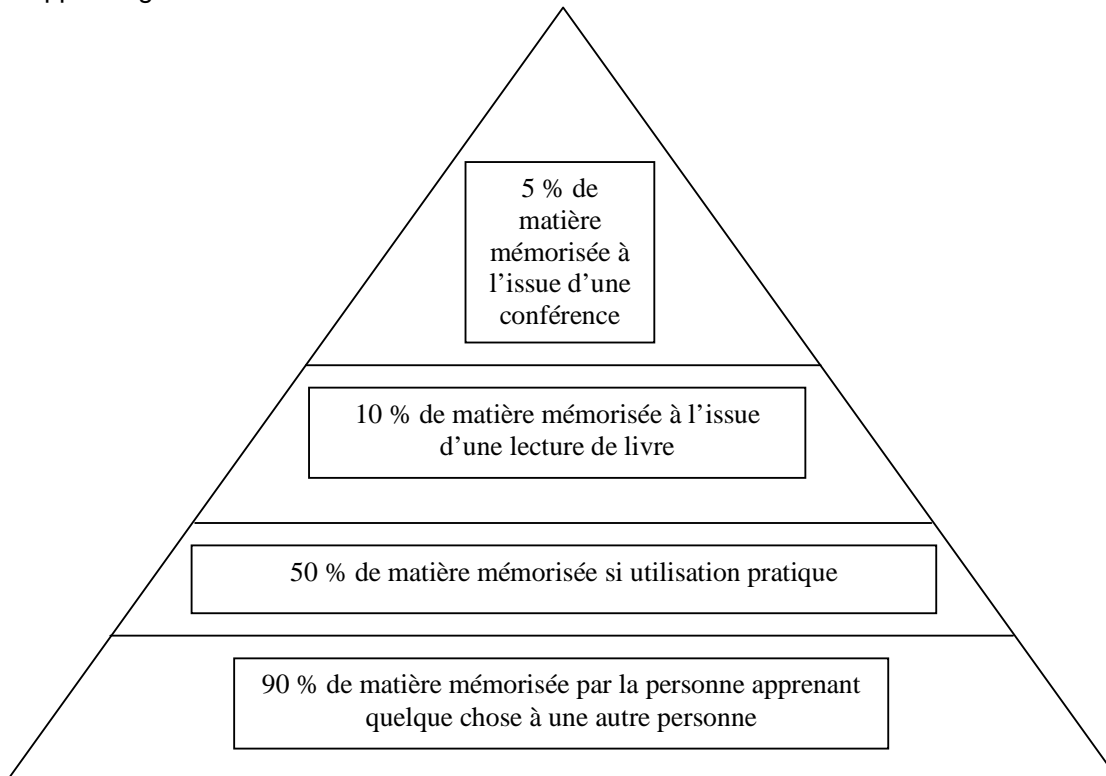 5 % de
matière
mémorisée à
l’issue d’une
conférence
10 % de matière mémorisée à l’issue
d’une lecture de livre
50 % de matière mémorisée si utilisation pratique
90 % de matière mémorisée par la personne apprenant
quelque chose à une autre personne